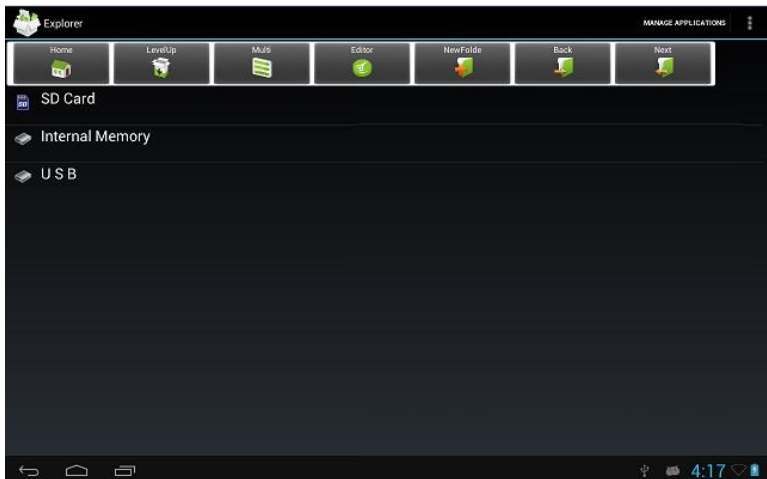 Explorer MANAGE APPLICATIONS
Home LevelUp Multi Editor NewFolde Back Next
SD Card
Internal Memory
U S B
4:17